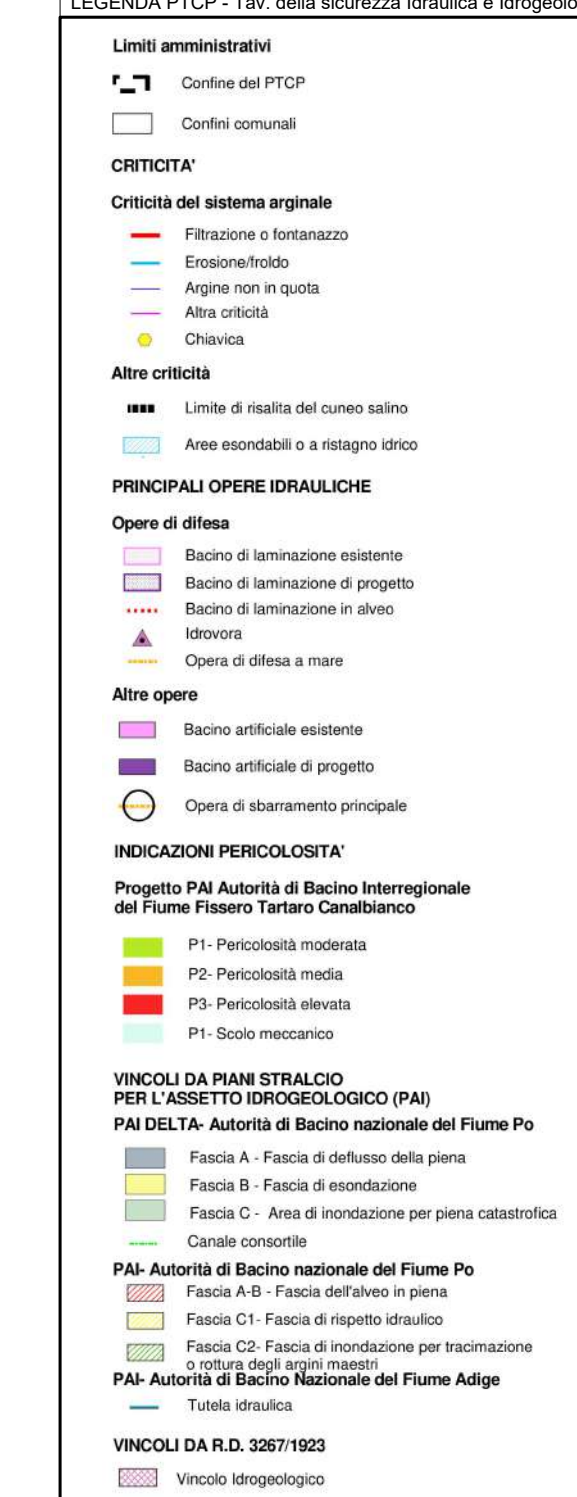 LEGENDA PTCP - Tav. della sicurezza Idraulica e Idrogeolo
Limiti amministrativi
Confine del PTCP
Confini comunali
CRITICITA'
Criticità del sistema arginale
Filtrazione o fontanazzo
Erosione/froldo
Argine non in quota
Altra criticità
Chiavica
Altre criticità
Limite di risalita del cuneo salino
Aree esondabili o a ristagno idrico
PRINCIPALI OPERE IDRAULICHE
Opere di difesa
Bacino di laminazione esistente
Bacino di laminazione di progetto
Bacino di laminazione in alveo
Idrovora
Opera di difesa a mare
Altre opere
Bacino artificiale esistente
Bacino artificiale di progetto
Opera di sbarramento principale
INDICAZIONI PERICOLOSITA'
Progetto PAI Autorità di Bacino Interregionale
del Fiume Fissero Tartaro Canalbianco
P1- Pericolosità moderata
P2- Pericolosità media
P3- Pericolosità elevata
P1- Scolo meccanico
VINCOLI DA PIANI STRALCIO
PER L'ASSETTO IDROGEOLOGICO (PAI)
PAI DELTA- Autorità di Bacino nazionale del Fiume Po
Fascia A - Fascia di deflusso della piena
Fascia B - Fascia di esondazione
Fascia C - Area di inondazione per piena catastrofica
Canale consortile
PAI- Autorità di Bacino nazionale del Fiume Po
Fascia A-B - Fascia dell'alveo in piena
Fascia C1- Fascia di rispetto idraulico
Fascia C2- Fascia di inondazione per tracimazione
o rottura degli argini maestri
PAI- Autorità di Bacino Nazionale del Fiume Adige
Tutela idraulica
VINCOLI DA R.D. 3267/1923
Vincolo Idrogeologico